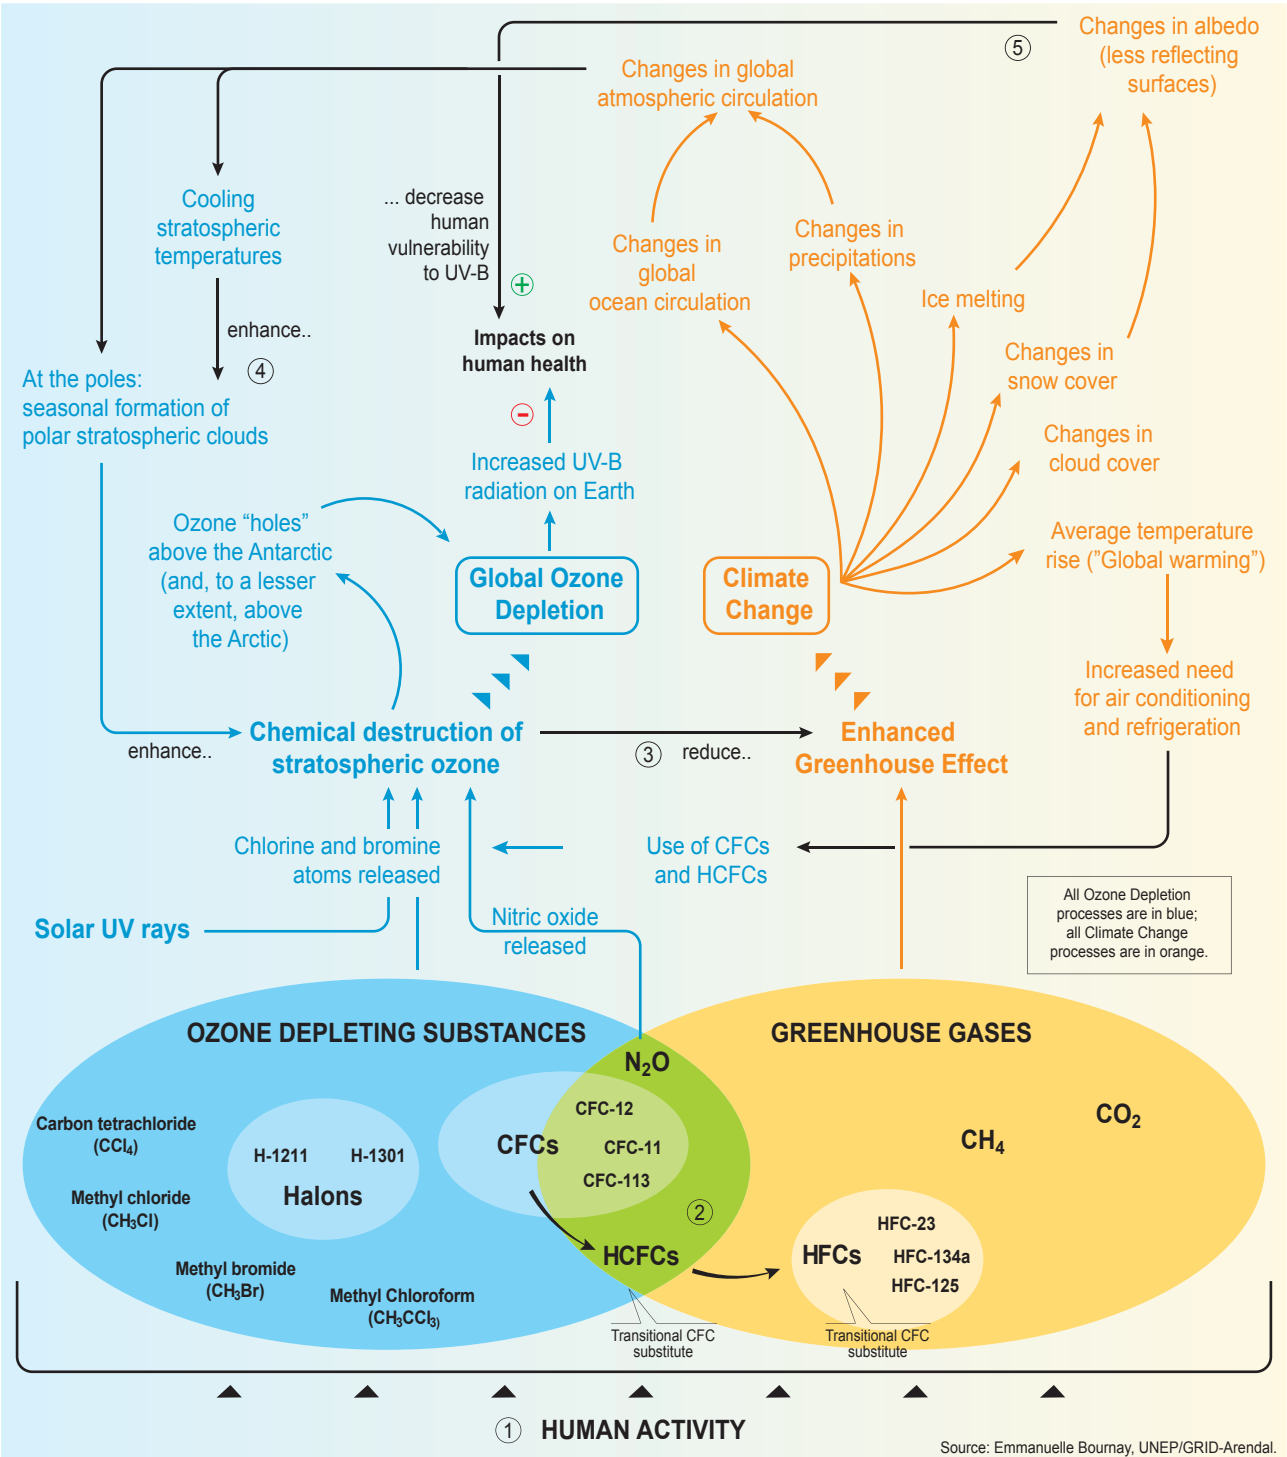 Changes in albedo
(less reflecting
surfaces)
5
Changes in global
atmospheric circulation
Cooling
stratospheric
temperatures
... decrease
human
vulnerability
to UV-B
+
Changes in
global
ocean circulation
Changes in
precipitations
Ice melting
enhance..
4
Impacts on
human health
−
Changes in
snow cover
At the poles:
seasonal formation of
polar stratospheric clouds
Changes in
cloud cover
Increased UV-B
radiation on Earth
Ozone “holes”
above the Antarctic
(and, to a lesser
extent, above
the Arctic)
Global Ozone
Depletion
Climate
Change
Average temperature
rise (”Global warming”)
Increased need
for air conditioning
and refrigeration
enhance..
Chemical destruction of
stratospheric ozone
3
reduce..
Enhanced
Greenhouse Effect
Chlorine and bromine
atoms released
Use of CFCs
and HCFCs
Solar UV rays
Nitric oxide
released
All Ozone Depletion
processes are in blue;
all Climate Change
processes are in orange.
OZONE DEPLETING SUBSTANCES
GREENHOUSE GASES
N₂O
CFC-12
CFCs
CFC-11
CFC-113
Carbon tetrachloride
(CCl₄)
H-1211
H-1301
Halons
Methyl chloride
(CH₃Cl)
Methyl bromide
(CH₃Br)
Methyl Chloroform
(CH₃CCl₃)
2
HCFCs
CO₂
CH₄
HFC-23
HFCs
HFC-134a
HFC-125
Transitional CFC
substitute
Transitional CFC
substitute
1 HUMAN ACTIVITY
Source: Emmanuelle Bournay, UNEP/GRID-Arendal.